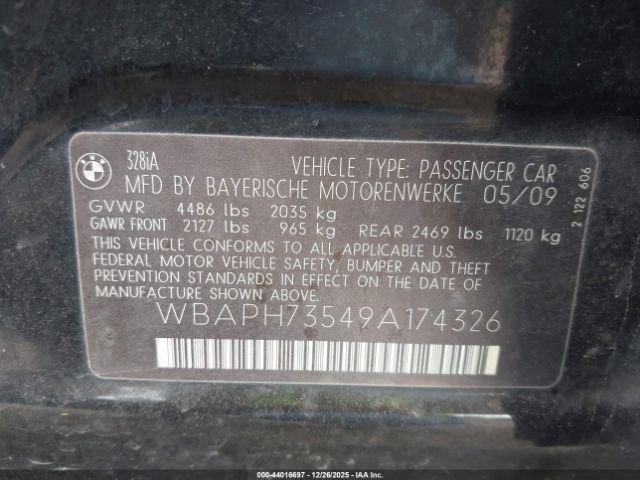 BMW
328iA
VEHICLE TYPE: PASSENGER CAR
MFD BY BAYERISCHE MOTORENWERKE 05/09
GVWR 4486 lbs 2035 kg
GAWR FRONT 2127 lbs 965 kg REAR 2469 lbs 1120 kg
THIS VEHICLE CONFORMS TO ALL APPLICABLE U.S.
FEDERAL MOTOR VEHICLE SAFETY, BUMPER AND THEFT
PREVENTION STANDARDS IN EFFECT ON THE DATE
OF MANUFACTURE SHOWN ABOVE.
WBAPH73549A174326
2 122 606
000-44016697 - 12/26/2025 - IAAI.com